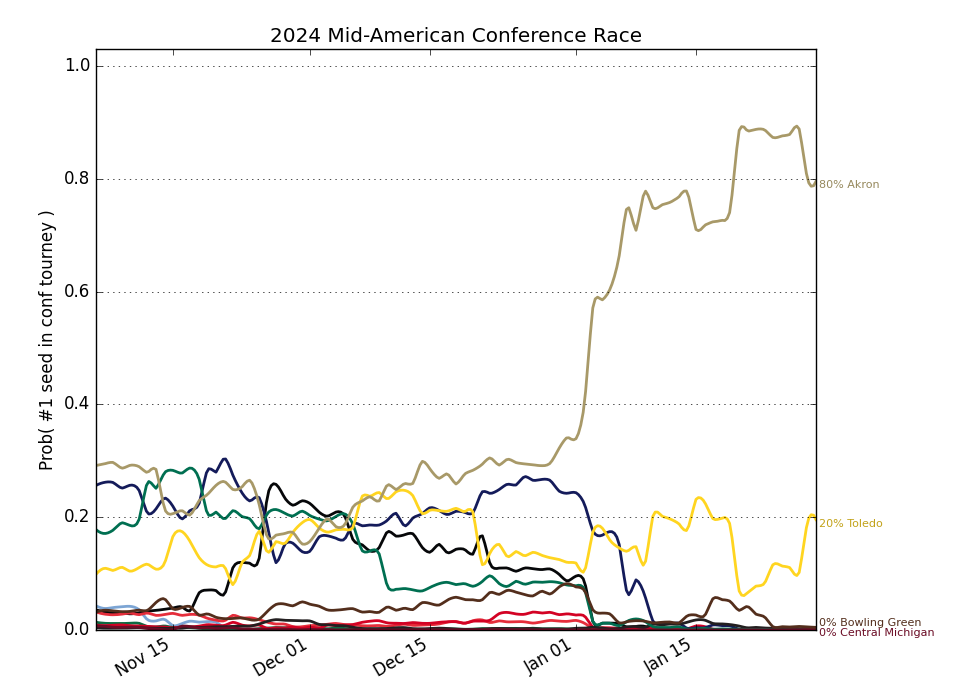 2024 Mid-American Conference Race
Prob( #1 seed in conf tourney )
1.0
0.8
0.6
0.4
0.2
0.0
80% Akron
20% Toledo
0% Bowling Green
0% Central Michigan
Nov 15
Dec 01
Dec 15
Jan 01
Jan 15